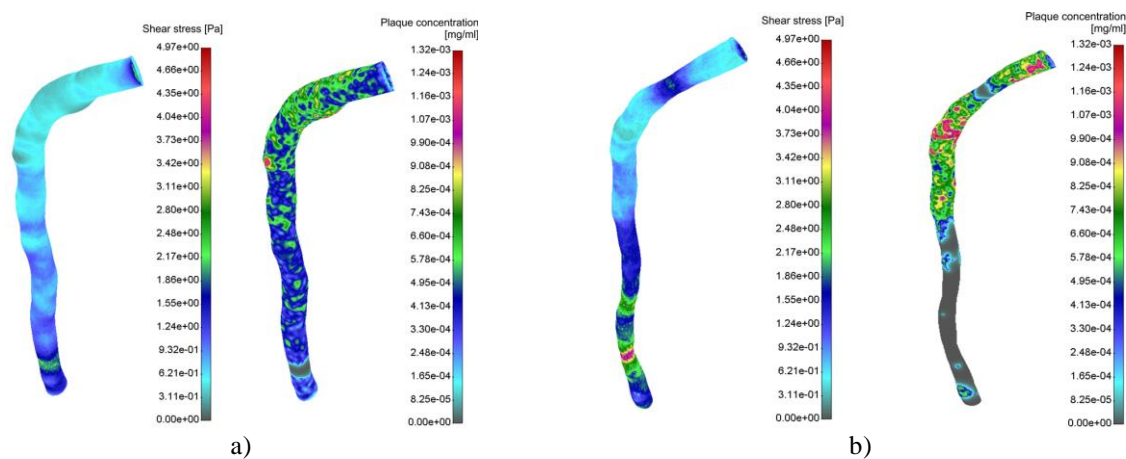 Shear stress [Pa]
4.97e+00
4.66e+00
4.35e+00
4.04e+00
3.73e+00
3.42e+00
3.11e+00
2.80e+00
2.48e+00
2.17e+00
1.86e+00
1.55e+00
1.24e+00
9.32e-01
6.21e-01
3.11e-01
0.00e+00
Plaque concentration
[mg/ml]
1.32e-03
1.24e-03
1.16e-03
1.07e-03
9.90e-04
9.08e-04
8.25e-04
7.43e-04
6.60e-04
5.78e-04
4.95e-04
4.13e-04
3.30e-04
2.48e-04
1.65e-04
8.25e-05
0.00e+00
a)
Shear stress [Pa]
4.97e+00
4.66e+00
4.35e+00
4.04e+00
3.73e+00
3.42e+00
3.11e+00
2.80e+00
2.48e+00
2.17e+00
1.86e+00
1.55e+00
1.24e+00
9.32e-01
6.21e-01
3.11e-01
0.00e+00
Plaque concentration
[mg/ml]
1.32e-03
1.24e-03
1.16e-03
1.07e-03
9.90e-04
9.08e-04
8.25e-04
7.43e-04
6.60e-04
5.78e-04
4.95e-04
4.13e-04
3.30e-04
2.48e-04
1.65e-04
8.25e-05
0.00e+00
b)